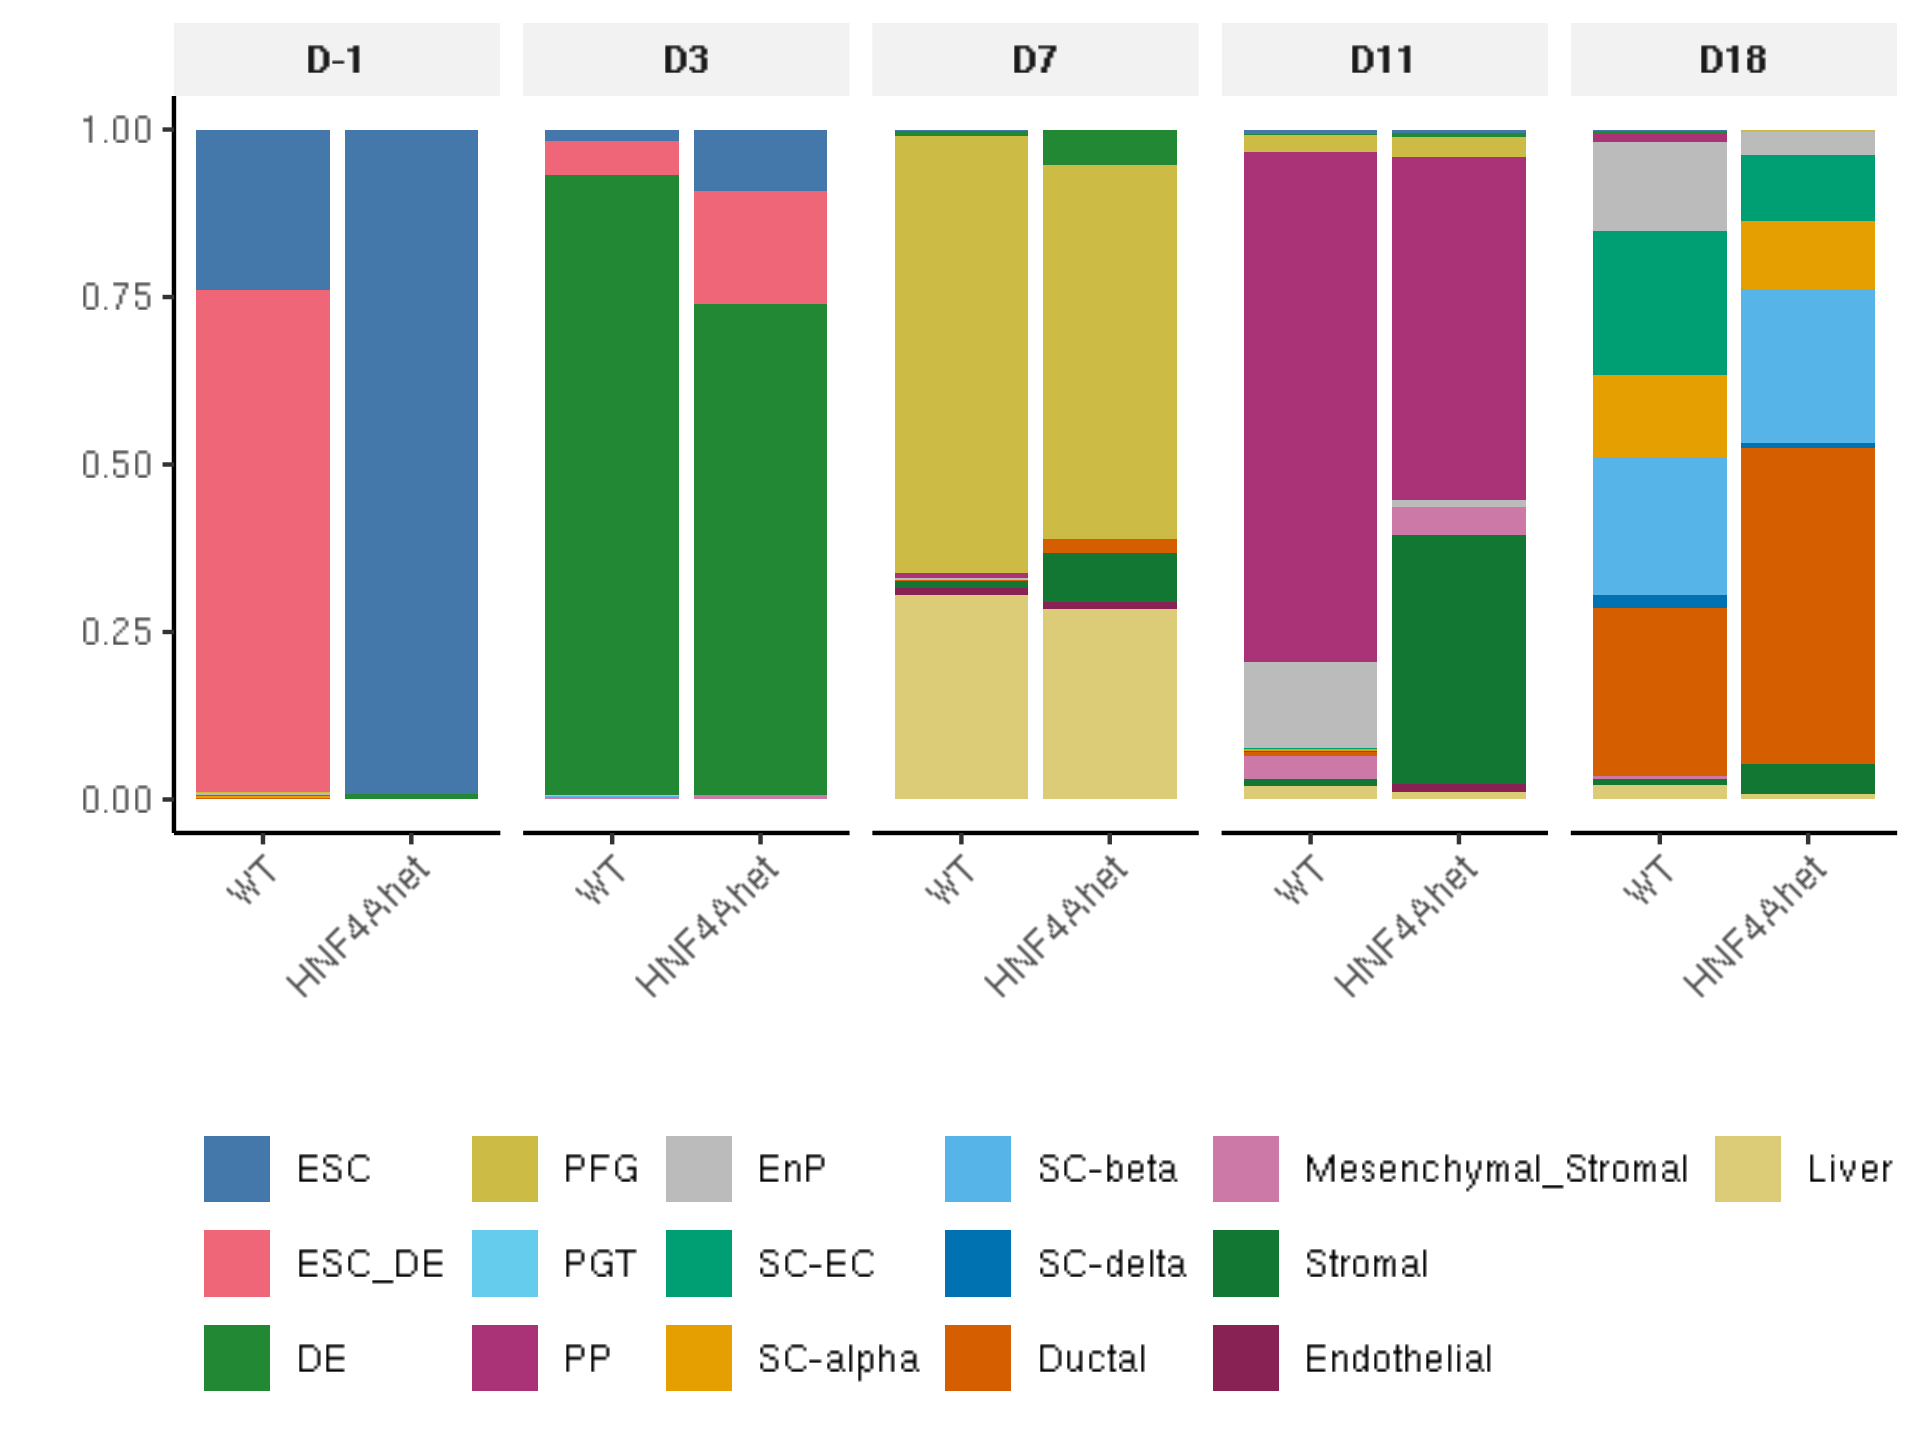 D-1 D3 D7 D11 D18
1.00
0.75
0.50
0.25
0.00
WT HNF4Ahet WT HNF4Ahet WT HNF4Ahet WT HNF4Ahet WT HNF4Ahet
ESC PFG EnP SC-beta Mesenchymal_Stromal Liver
ESC_DE PGT SC-EC SC-delta Stromal
DE PP SC-alpha Ductal Endothelial